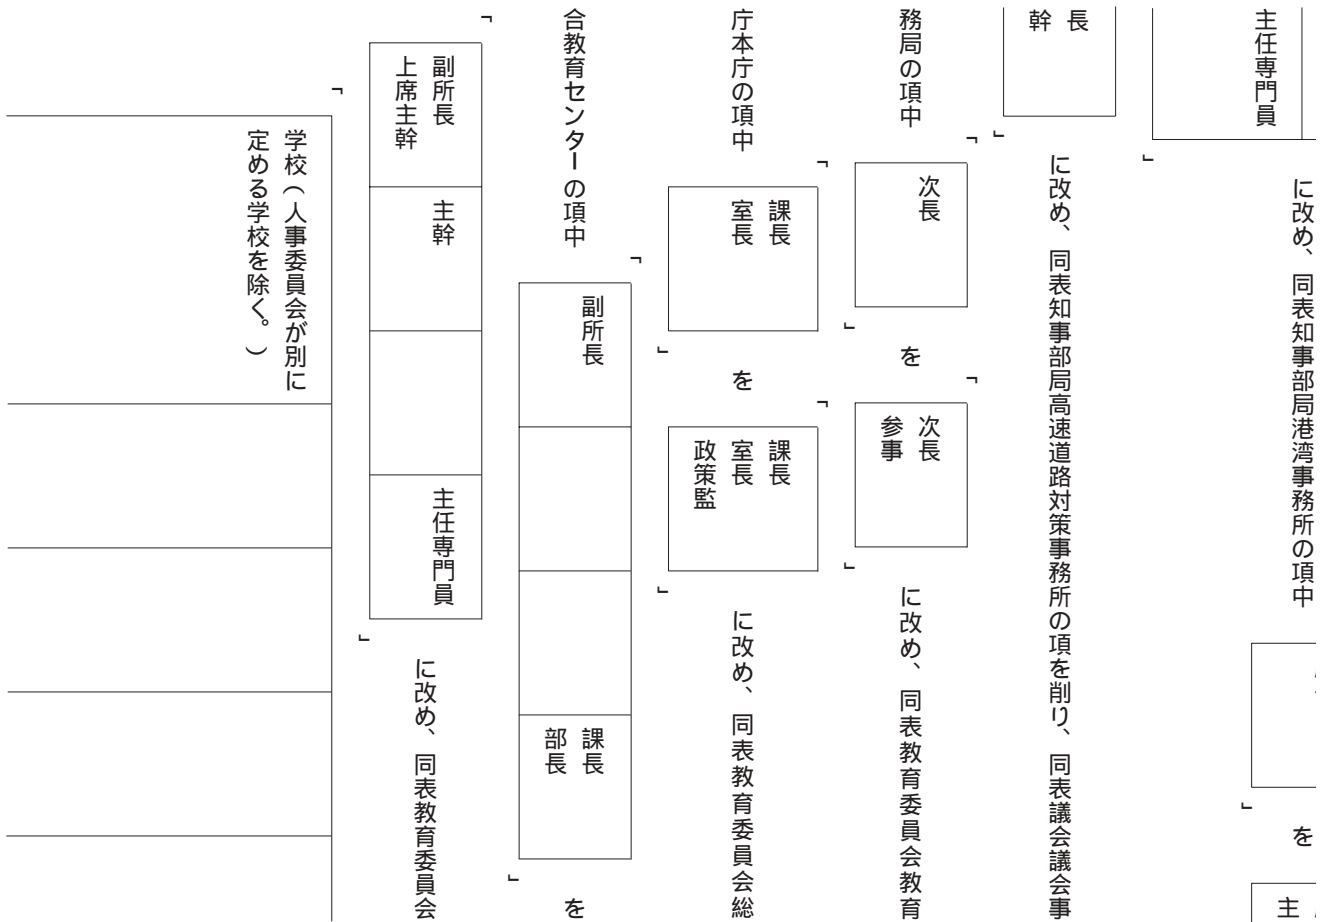 主任専門員
」
に改め、同表知事部局港湾事務所の項中
」
を
主
長
幹
」
に改め、同表知事部局高速道路対策事務所の項を削り、同表議会議会事
務局の項中
「
次長
」
を
「
次長
参事
」
に改め、同表教育委員会教育
庁本庁の項中
「
課長
室長
」
を
「
課長
室長
政策監
」
に改め、同表教育委員会総
合教育センターの項中
「
副所長
課長
部長
」
を
「
副所長
上席主幹
主幹
主任専門員
」
に改め、同表教育委員会
「
学校(人事委員会が別に
定める学校を除く。)